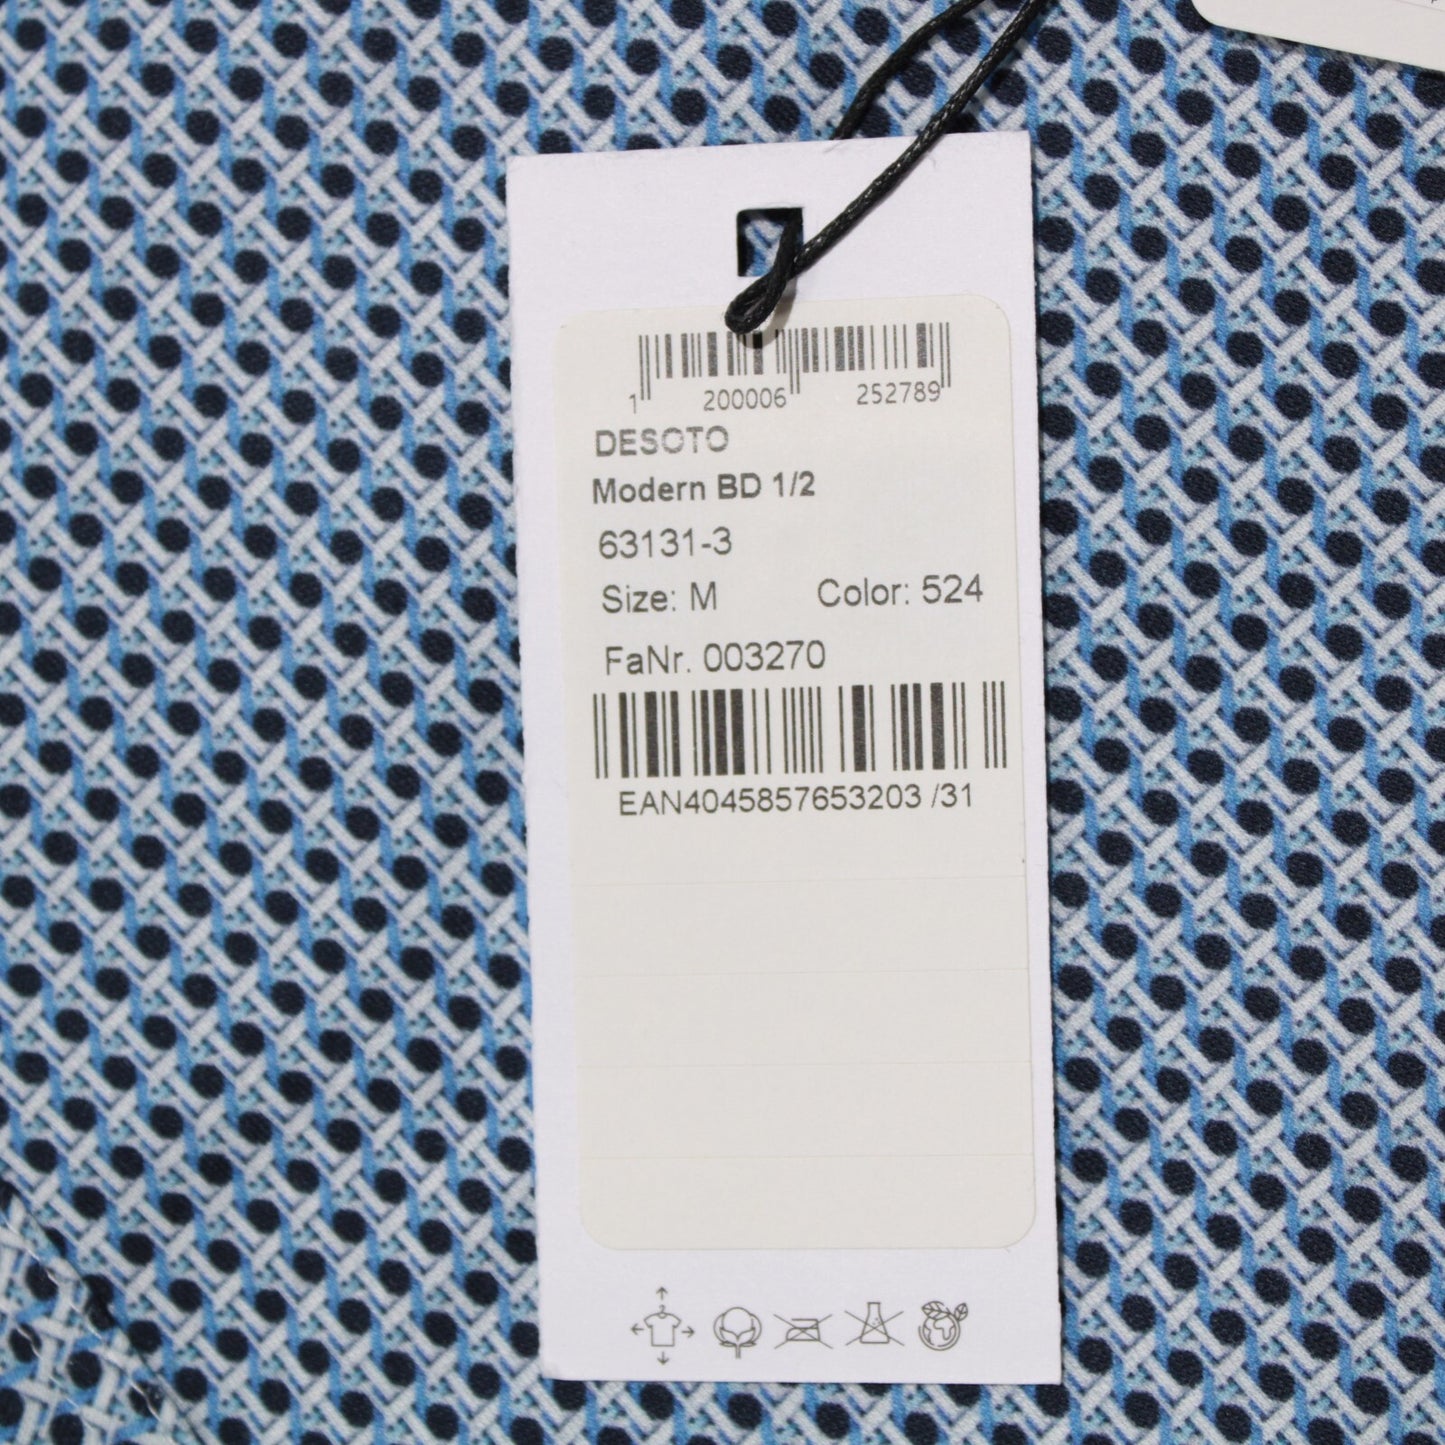 1 200006 252789
DESOTO
Modern BD 1/2
63131-3
Size: M Color: 524
FaNr. 003270
EAN4045857653203 /31